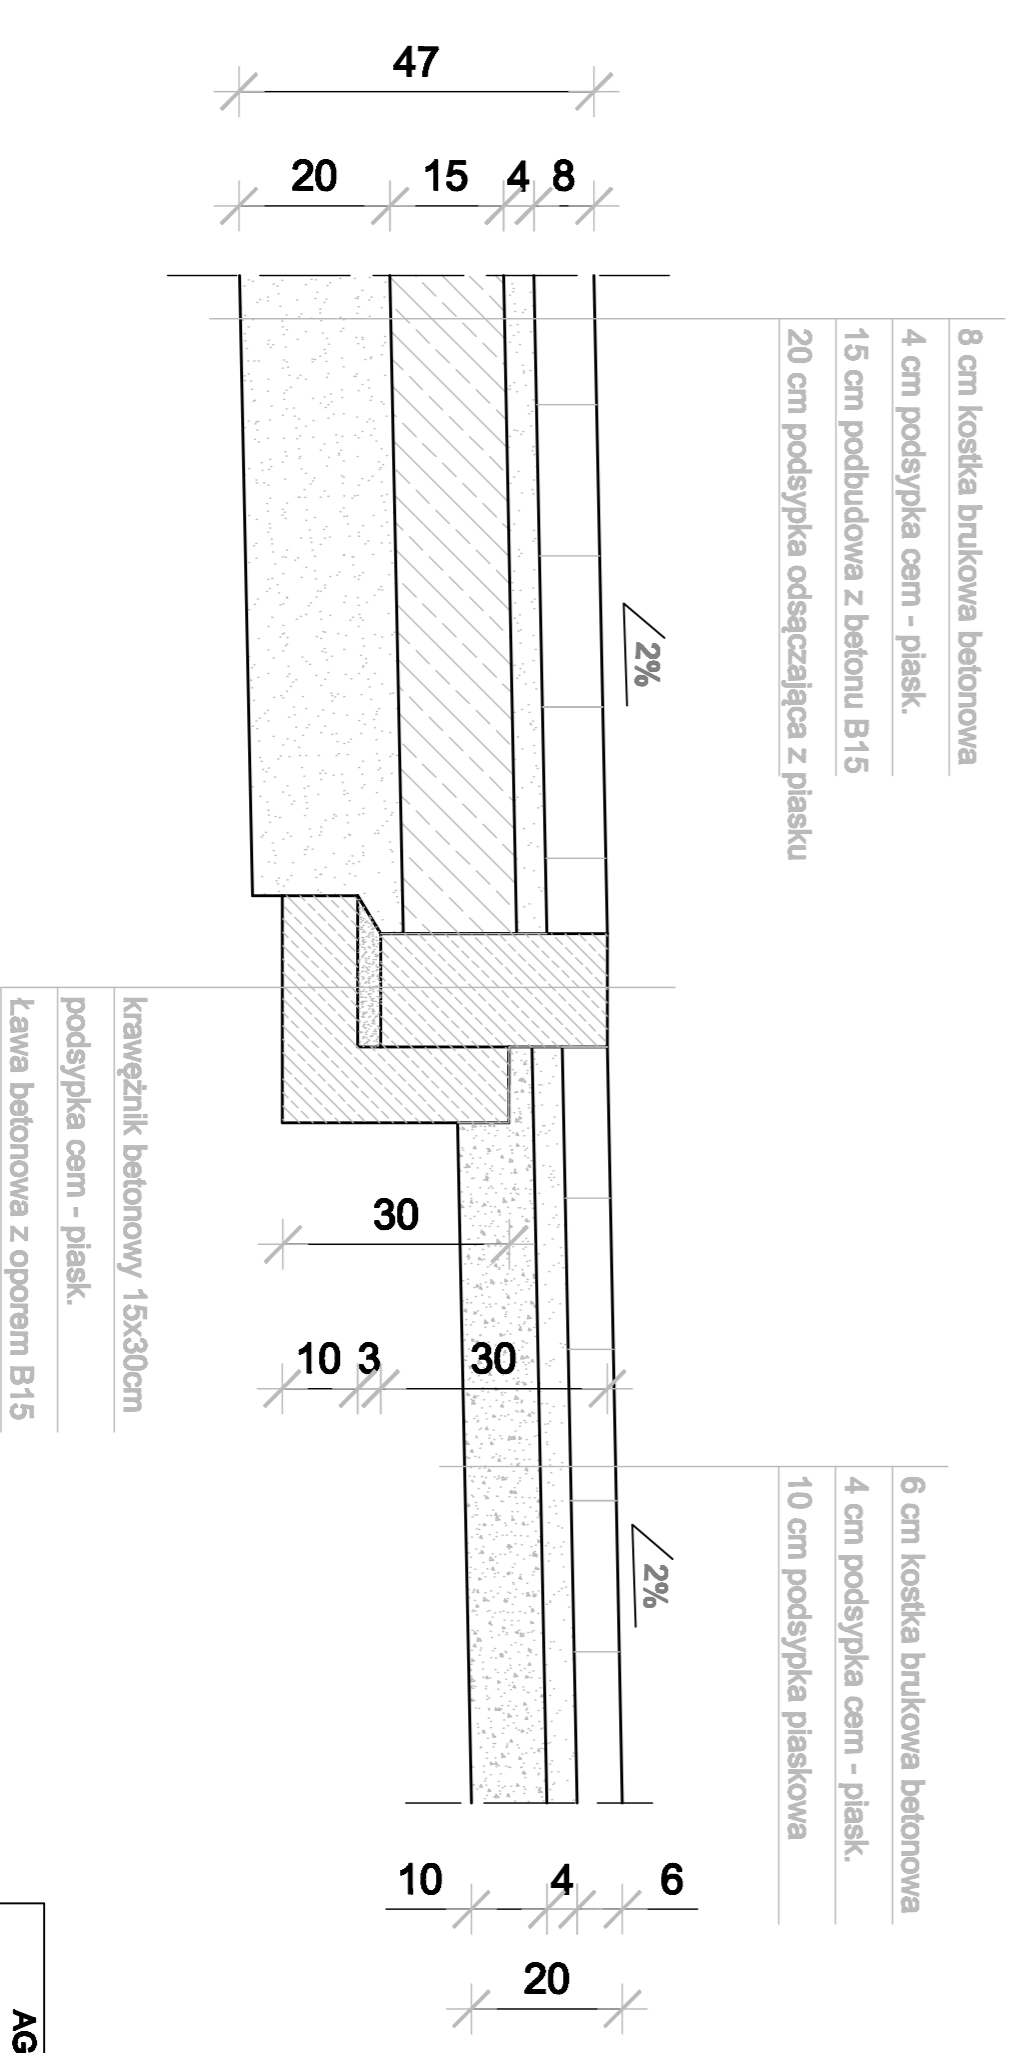 47
20 15 4 8
8 cm kostka brukowa betonowa
4 cm podsypka cem - piask.
15 cm podbudowa z betonu B15
20 cm podsypka odsączająca z piasku
2%
krawężnik betonowy 15x30cm
podsypka cem - piask.
Ława betonowa z oporem B15
30
10 3 30
6 cm kostka brukowa betonowa
4 cm podsypka cem - piask.
10 cm podsypka piaskowa
2%
10 4 6
20
AG